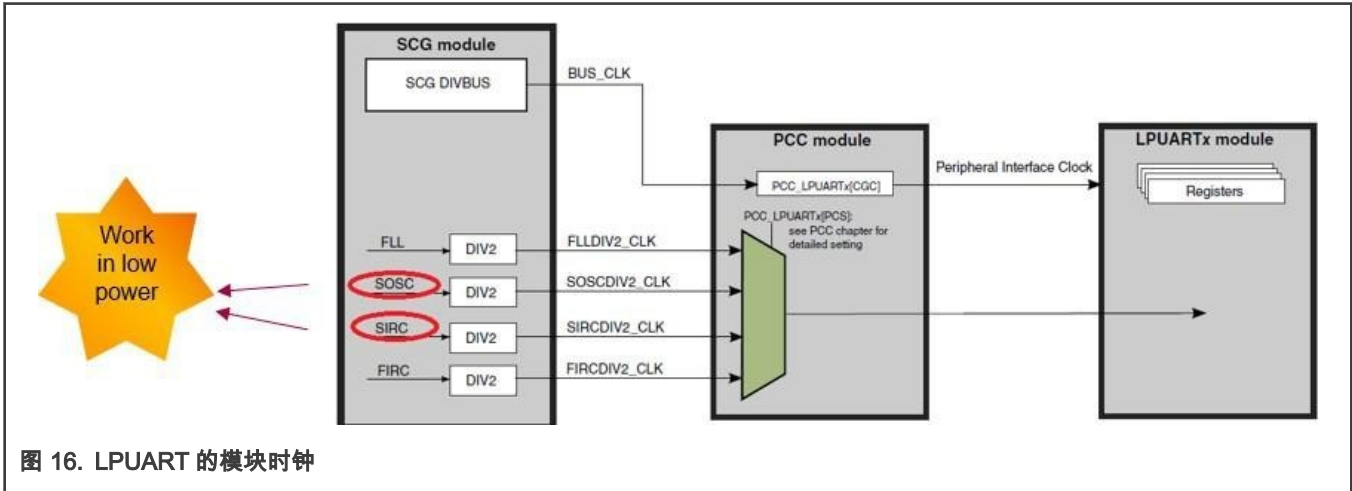 SCG module
SCG DIVBUS
BUS_CLK
PCC module
LPUARTx module
PCC_LPUARTx[CGC]
Peripheral Interface Clock
Registers
PCC_LPUARTx[PCS]:
see PCC chapter for
detailed setting
Work
in low
power
FLL
DIV2
FLLDIV2_CLK
SOSC
DIV2
SOSCDIV2_CLK
SIRC
DIV2
SIRCDIV2_CLK
FIRC
DIV2
FIRCDIV2_CLK
图 16. LPUART 的模块时钟